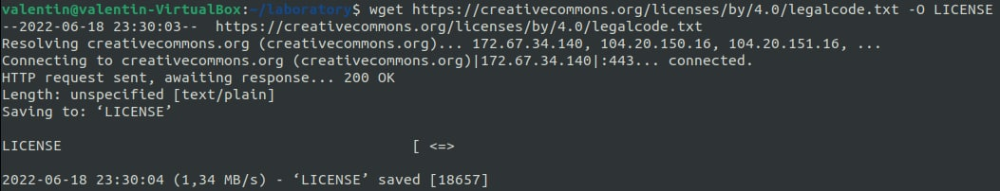 valentin@valentin-VirtualBox:~/laboratory$ wget https://creativecommons.org/licenses/by/4.0/legalcode.txt -O LICENSE
--2022-06-18 23:30:03--  https://creativecommons.org/licenses/by/4.0/legalcode.txt
Resolving creativecommons.org (creativecommons.org)... 172.67.34.140, 104.20.150.16, 104.20.151.16, ...
Connecting to creativecommons.org (creativecommons.org)|172.67.34.140|:443... connected.
HTTP request sent, awaiting response... 200 OK
Length: unspecified [text/plain]
Saving to: ‘LICENSE’
LICENSE [ <=>
2022-06-18 23:30:04 (1,34 MB/s) - ‘LICENSE’ saved [18657]